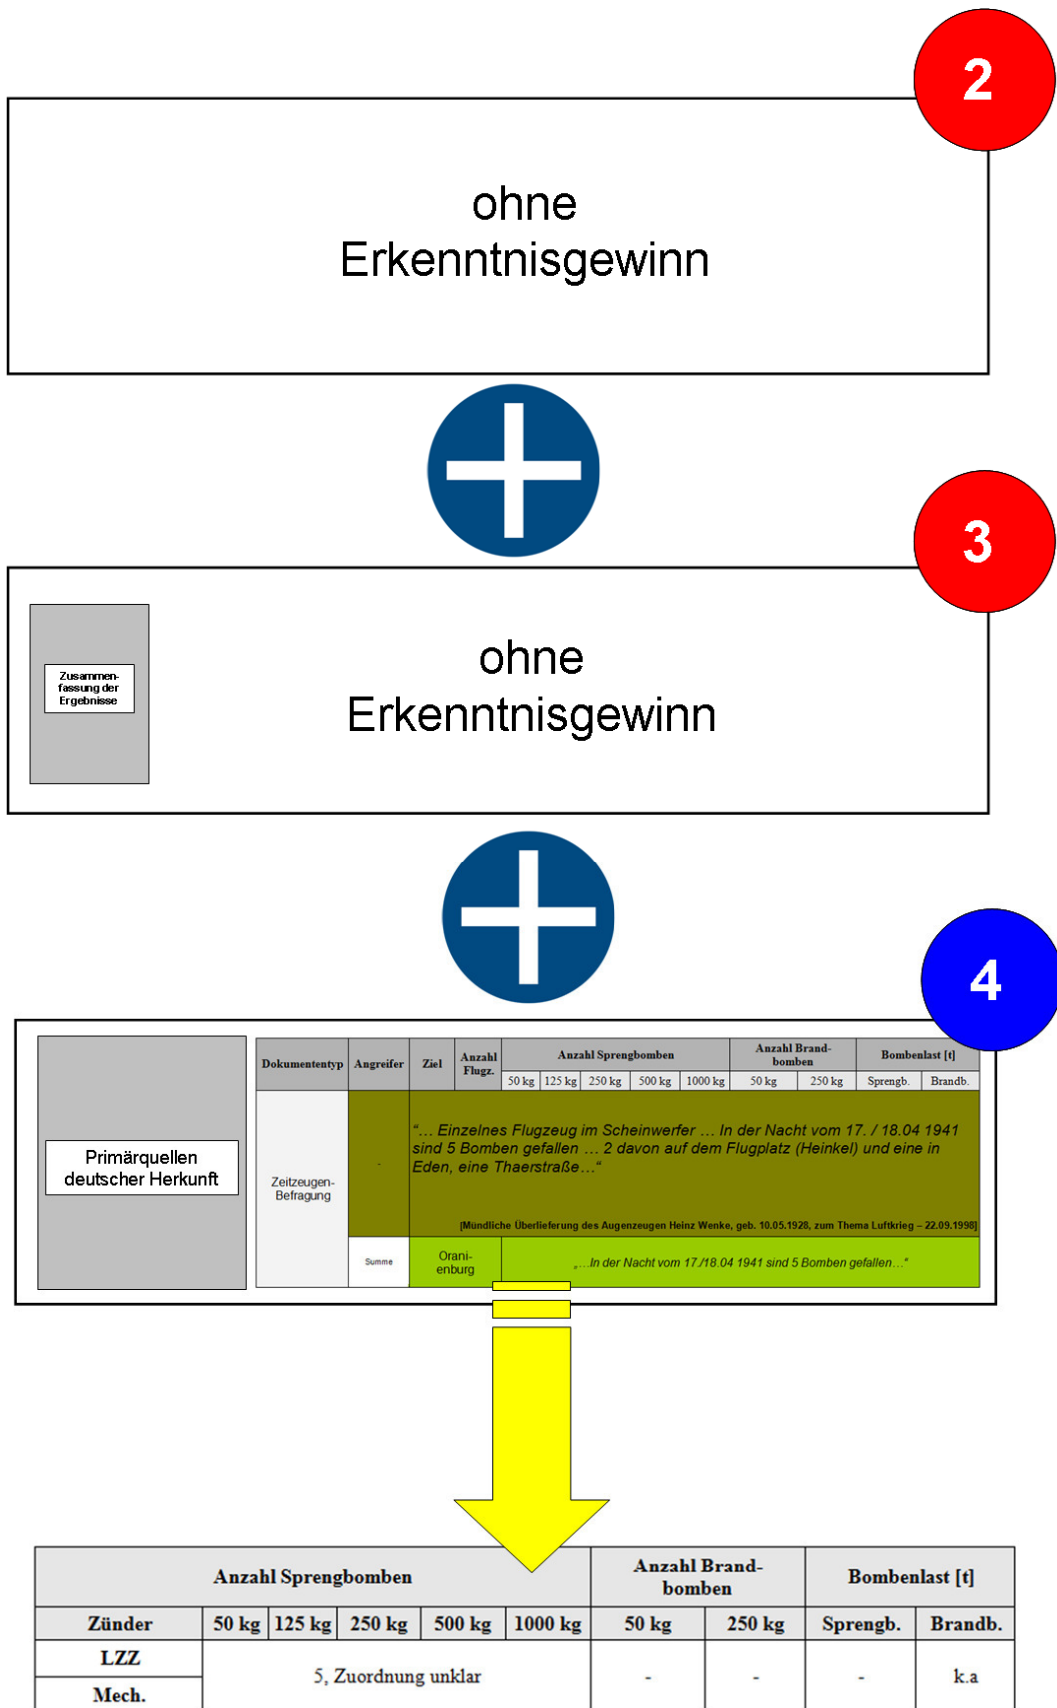 2
ohne
Erkenntnisgewinn
3
Zusammen-
fassung der
Ergebnisse
ohne
Erkenntnisgewinn
4
Primärquellen
deutscher Herkunft
Dokumententyp Angreifer Ziel Anzahl Flugz. Anzahl Sprengbomben Anzahl Brand-
bomben Bombenlast [t]
50 kg 125 kg 250 kg 500 kg 1000 kg 50 kg 250 kg Sprengb. Brandb.
Zeitzeugen-
Befragung
-
"… Einzelnes Flugzeug im Scheinwerfer … In der Nacht vom 17. / 18.04 1941
sind 5 Bomben gefallen … 2 davon auf dem Flugplatz (Heinkel) und eine in
Eden, eine Thaerstraße…"
[Mündliche Überlieferung des Augenzeugen Heinz Wenke, geb. 10.05.1928, zum Thema Luftkrieg – 22.09.1998]
Summe
Orani-
enburg
„…In der Nacht vom 17./18.04 1941 sind 5 Bomben gefallen…"
Anzahl Sprengbomben Anzahl Brand-
bomben Bombenlast [t]
Zünder 50 kg 125 kg 250 kg 500 kg 1000 kg 50 kg 250 kg Sprengb. Brandb.
LZZ
5, Zuordnung unklar - - - k.a
Mech.